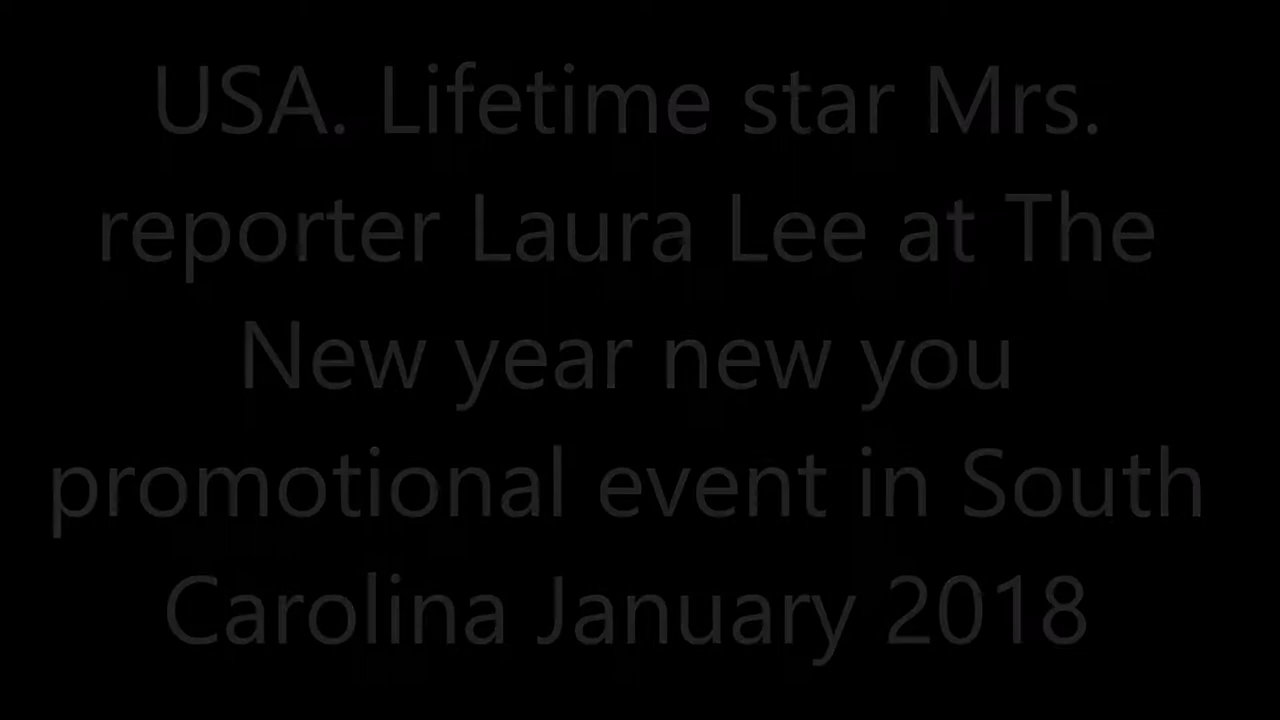 USA. Lifetime star Mrs.
reporter Laura Lee at The
New year new you
promotional event in South
Carolina January 2018